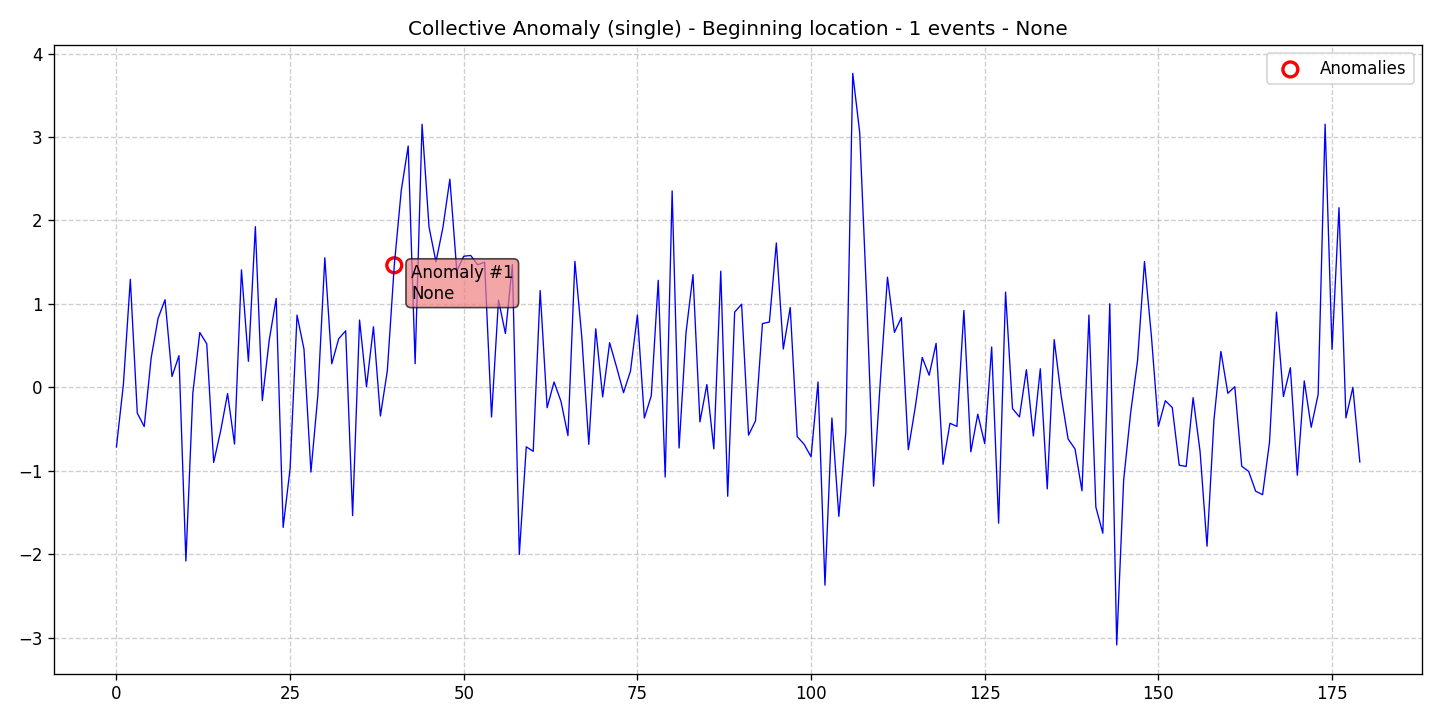 Collective Anomaly (single) - Beginning location - 1 events - None
Anomalies
Anomaly #1
None
4
3
2
1
0
−1
−2
−3
0 25 50 75 100 125 150 175